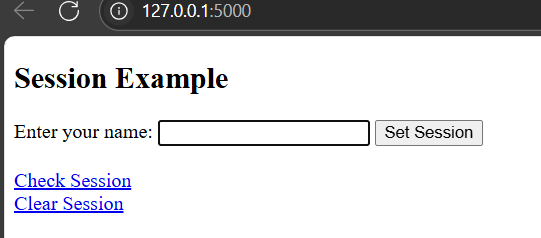 127.0.0.1:5000
Session Example
Enter your name: Set Session
Check Session
Clear Session